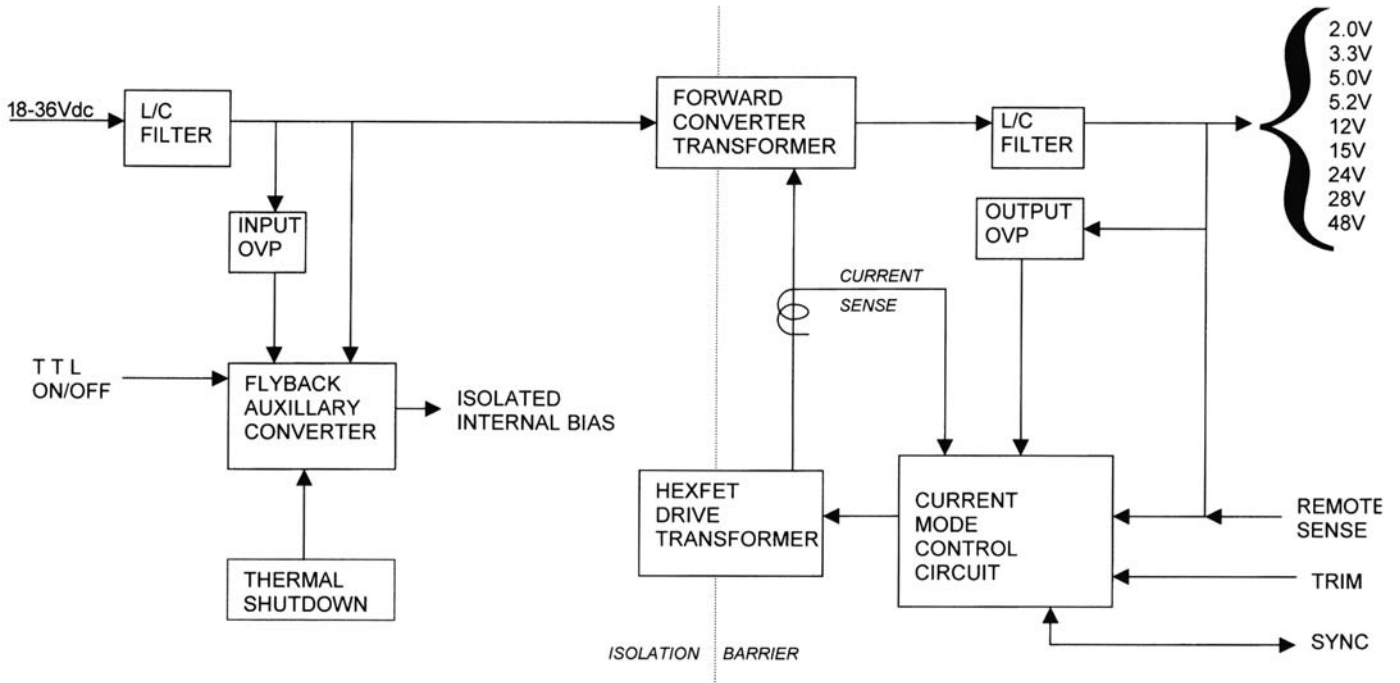 18-36Vdc
L/C
FILTER
FORWARD
CONVERTER
TRANSFORMER
L/C
FILTER
2.0V
3.3V
5.0V
5.2V
12V
15V
24V
28V
48V
INPUT
OVP
OUTPUT
OVP
CURRENT
SENSE
T T L
ON/OFF
FLYBACK
AUXILLARY
CONVERTER
ISOLATED
INTERNAL BIAS
HEXFET
DRIVE
TRANSFORMER
CURRENT
MODE
CONTROL
CIRCUIT
REMOTE
SENSE
THERMAL
SHUTDOWN
TRIM
SYNC
ISOLATION BARRIER